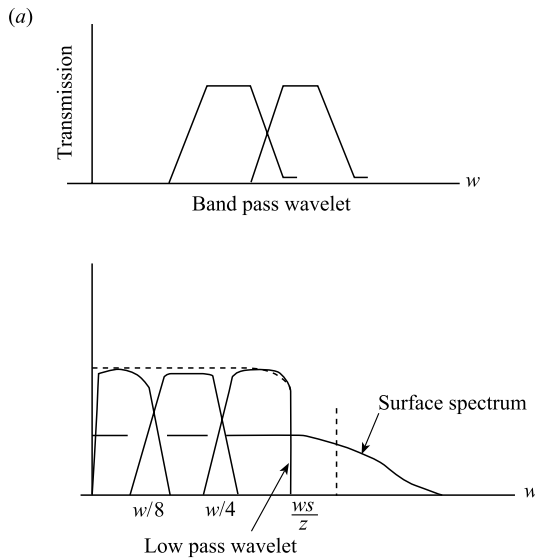 (a)
Transmission
w
Band pass wavelet
Surface spectrum
w
w/8
w/4
ws/z
Low pass wavelet